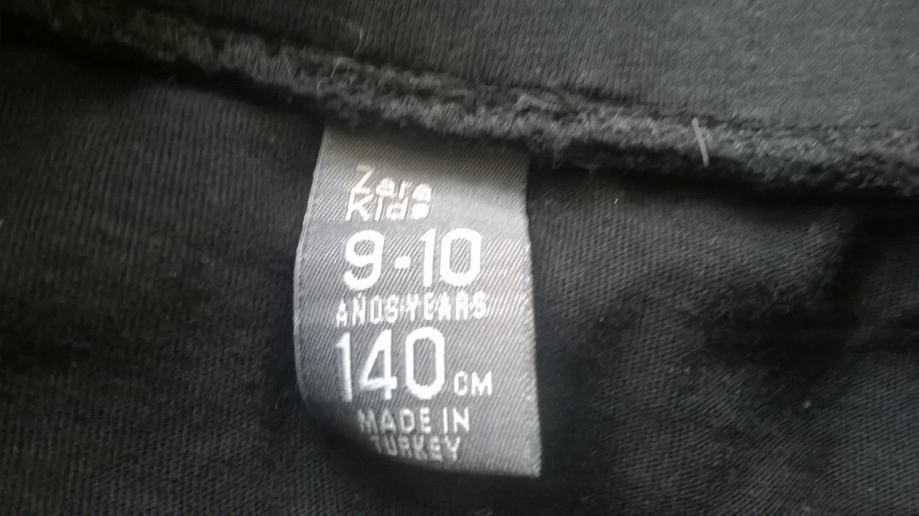 Zara
Kids
9-10
AÑOS-YEARS
140 CM
MADE IN
TURKEY